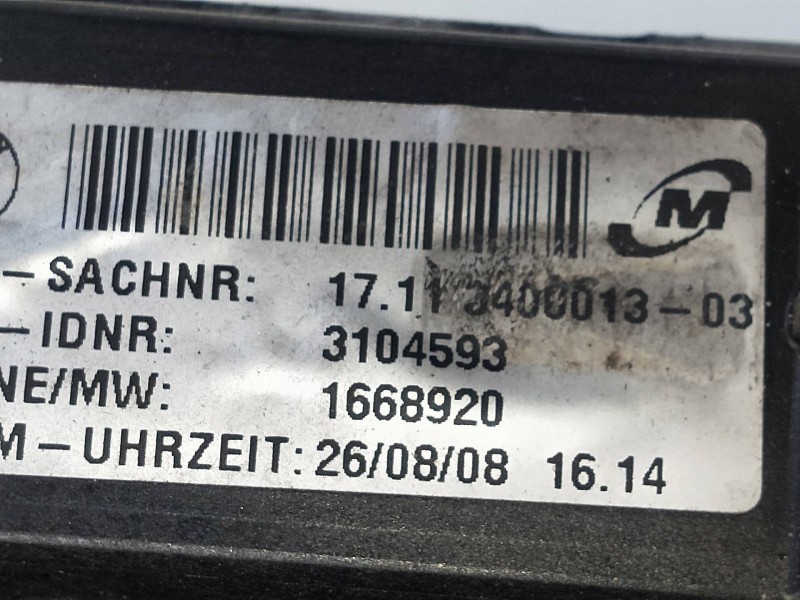 M
-SACHNR: 17.11 3400013-03
-IDNR: 3104593
NE/MW: 1668920
M-UHRZEIT: 26/08/08 16.14